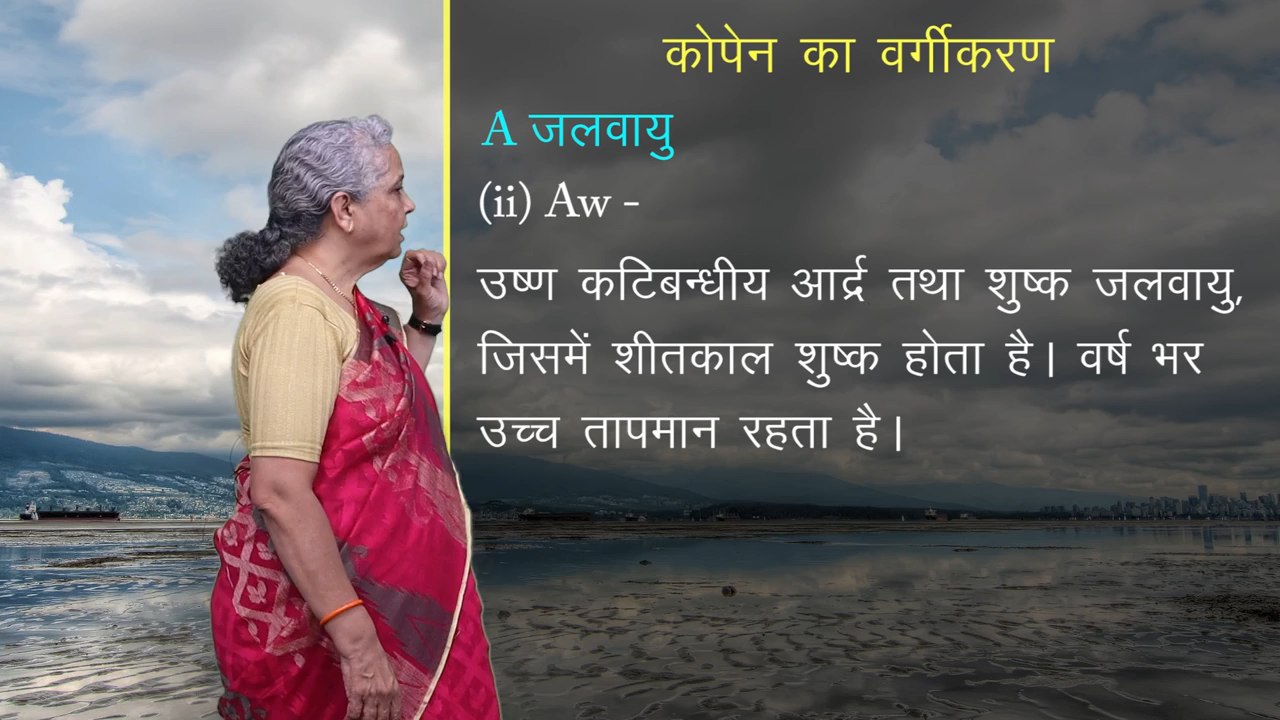 कोपेन का वर्गीकरण
A जलवायु
(ii) Aw -
उष्ण कटिबन्धीय आर्द्र तथा शुष्क जलवायु,
जिसमें शीतकाल शुष्क होता है। वर्ष भर
उच्च तापमान रहता है।